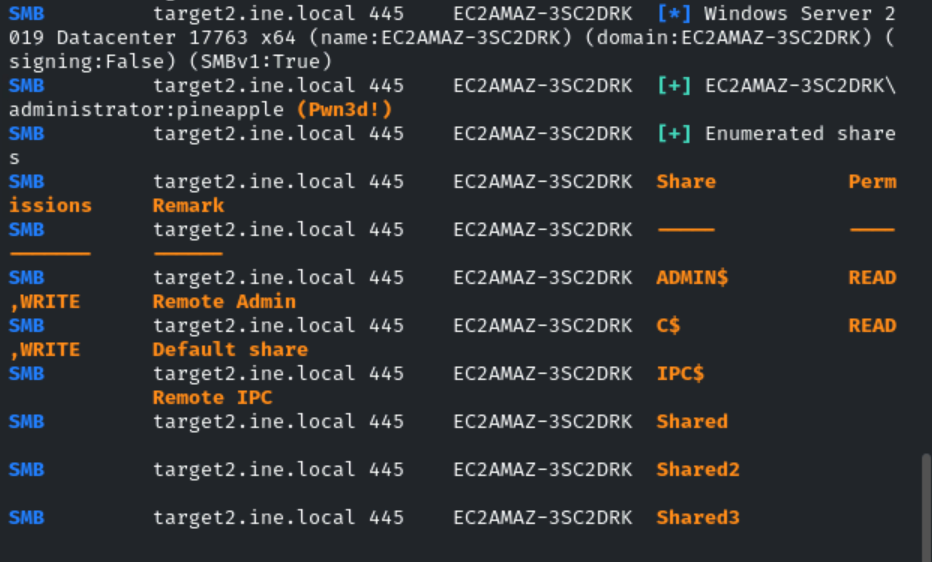 SMB target2.ine.local 445 EC2AMAZ-3SC2DRK [*] Windows Server 2
019 Datacenter 17763 x64 (name:EC2AMAZ-3SC2DRK) (domain:EC2AMAZ-3SC2DRK) (
signing:False) (SMBv1:True)
SMB target2.ine.local 445 EC2AMAZ-3SC2DRK [+] EC2AMAZ-3SC2DRK\
administrator:pineapple (Pwn3d!)
SMB target2.ine.local 445 EC2AMAZ-3SC2DRK [+] Enumerated share
s
SMB target2.ine.local 445 EC2AMAZ-3SC2DRK Share Perm
issions Remark
SMB target2.ine.local 445 EC2AMAZ-3SC2DRK ----- ----
------- ------
SMB target2.ine.local 445 EC2AMAZ-3SC2DRK ADMIN$ READ
,WRITE Remote Admin
SMB target2.ine.local 445 EC2AMAZ-3SC2DRK C$ READ
,WRITE Default share
SMB target2.ine.local 445 EC2AMAZ-3SC2DRK IPC$
Remote IPC
SMB target2.ine.local 445 EC2AMAZ-3SC2DRK Shared
SMB target2.ine.local 445 EC2AMAZ-3SC2DRK Shared2
SMB target2.ine.local 445 EC2AMAZ-3SC2DRK Shared3